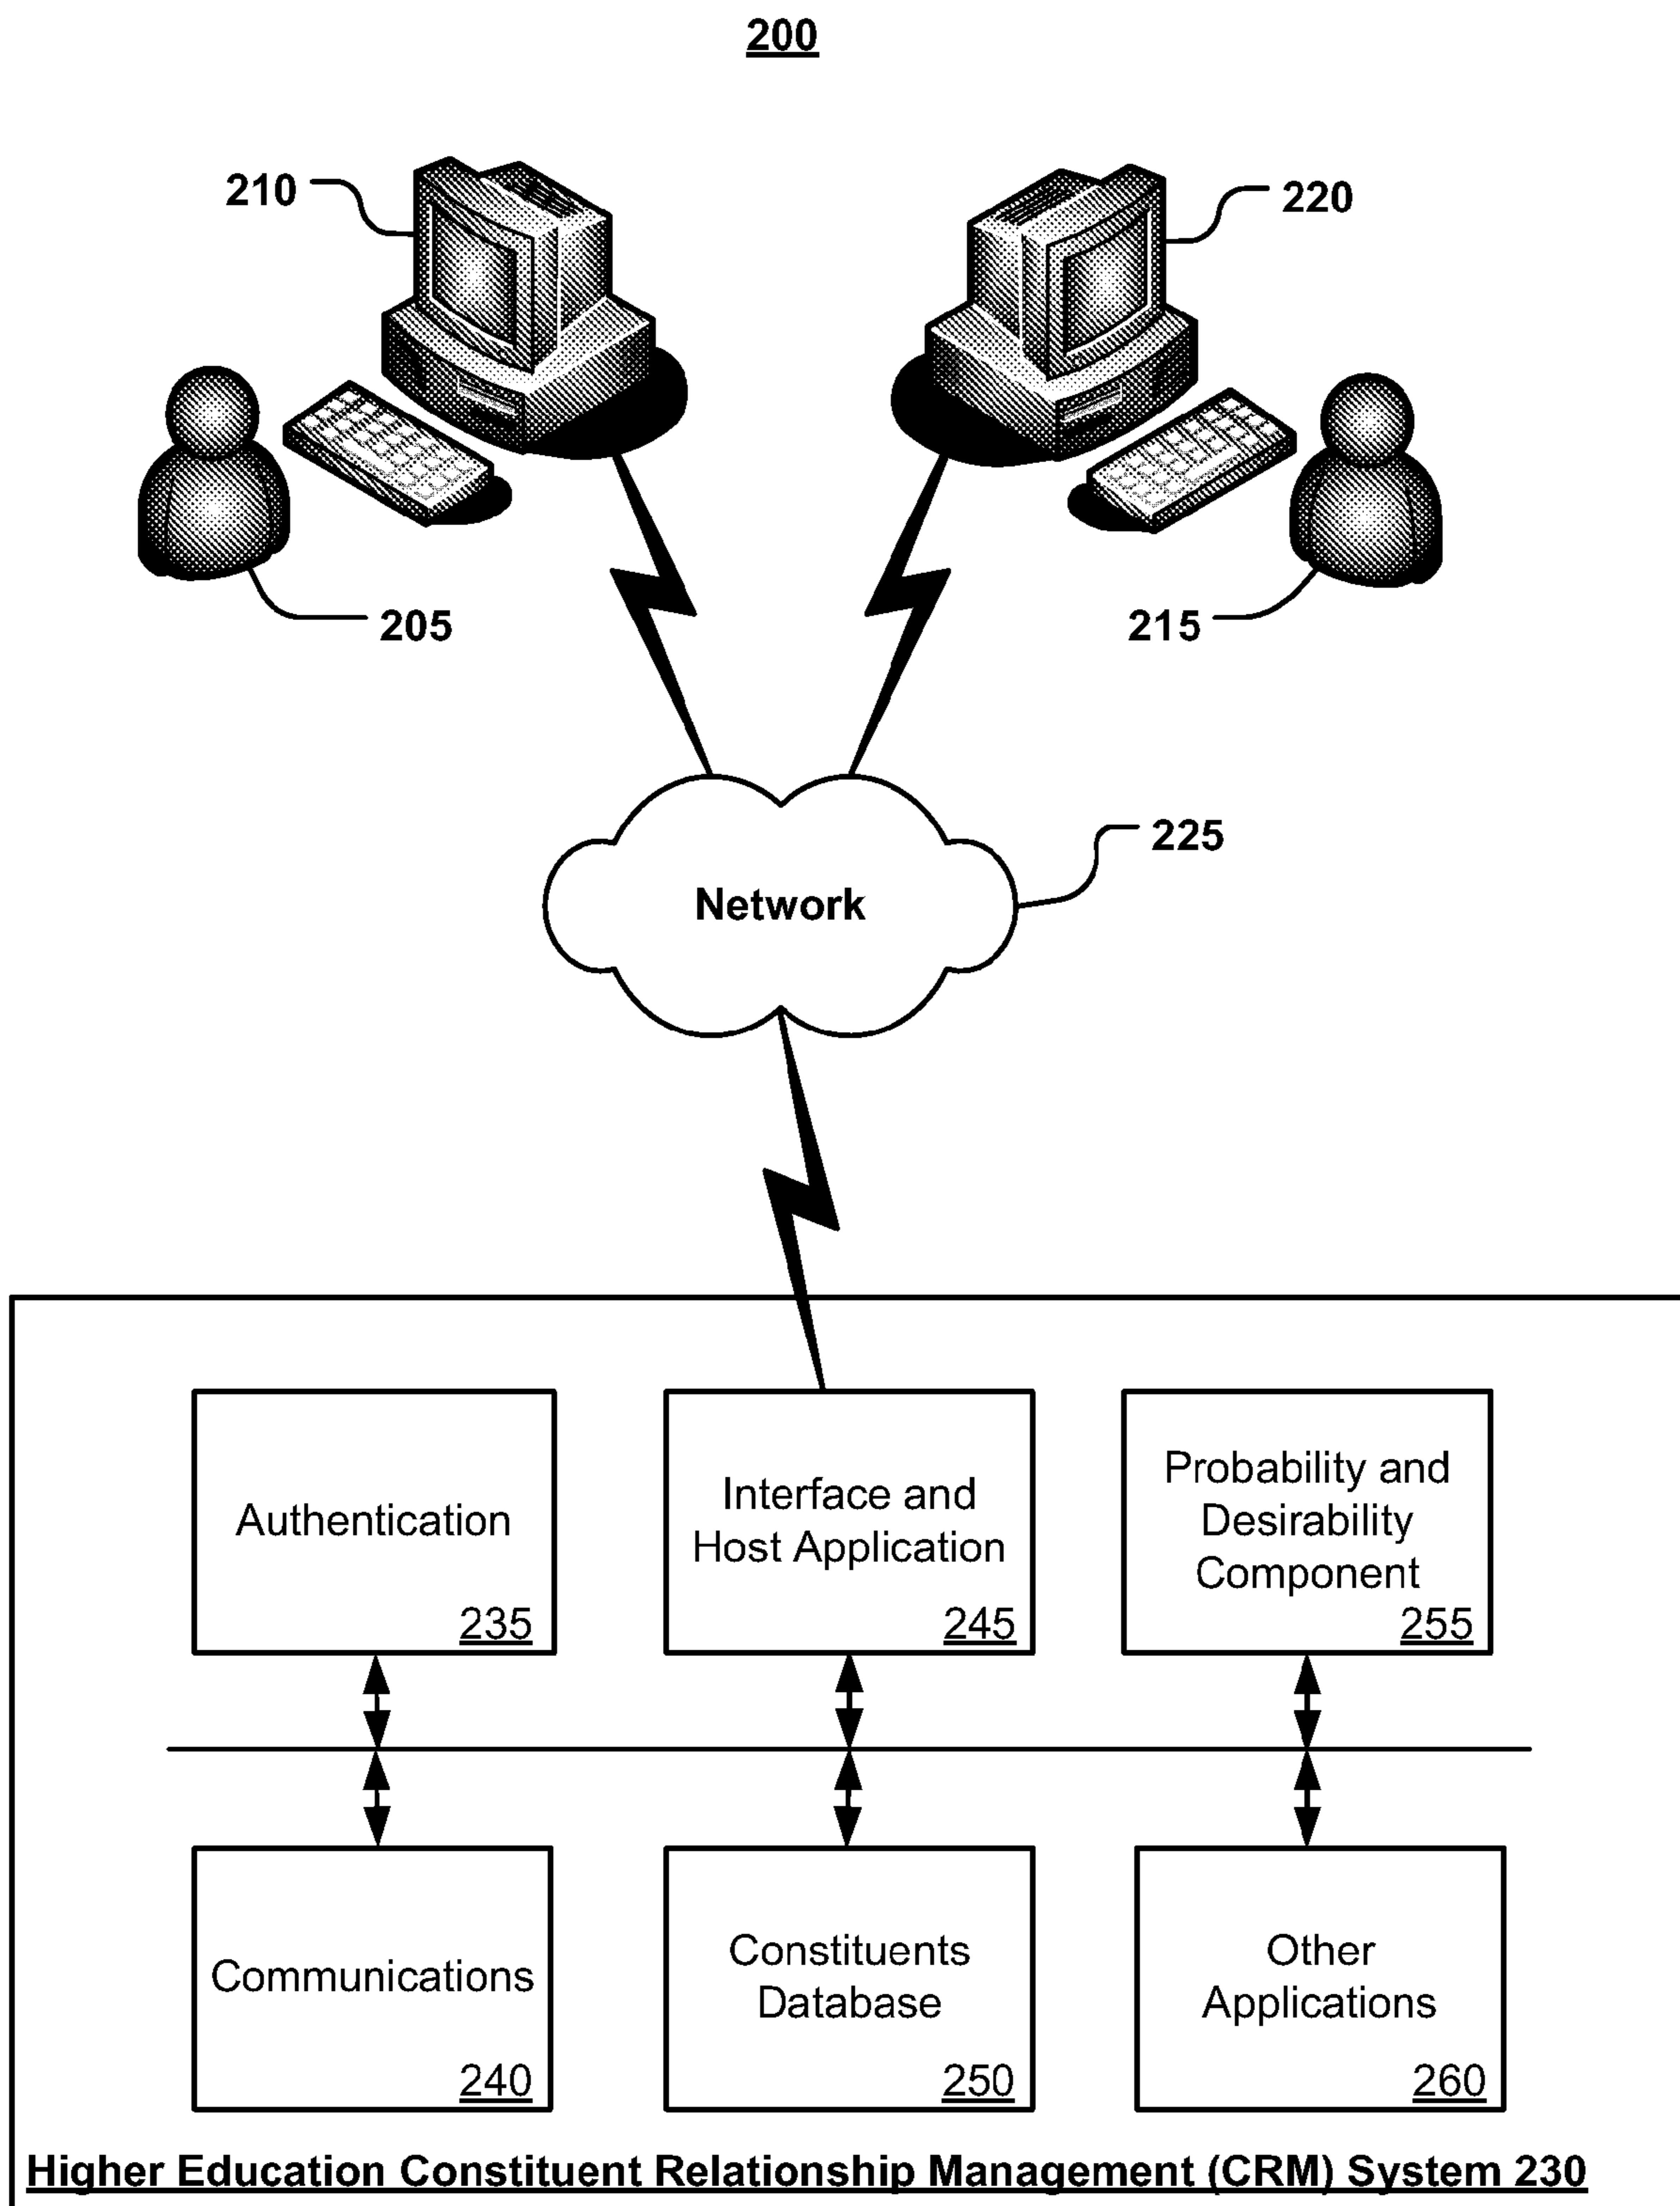 200
210
220
205
215
225
Network
Authentication
235
Interface and
Host Application
245
Probability and
Desirability
Component
255
Communications
240
Constituents
Database
250
Other
Applications
260
Higher Education Constituent Relationship Management (CRM) System 230